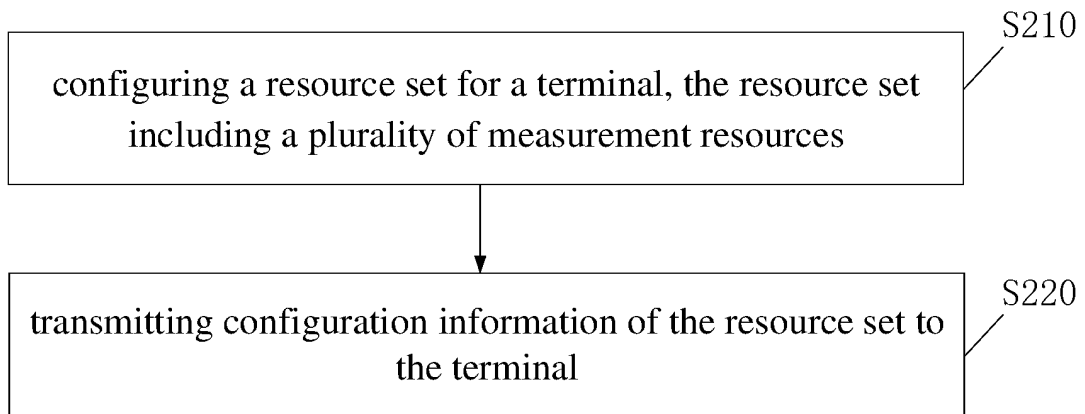 S210
configuring a resource set for a terminal, the resource set
including a plurality of measurement resources
S220
transmitting configuration information of the resource set to
the terminal